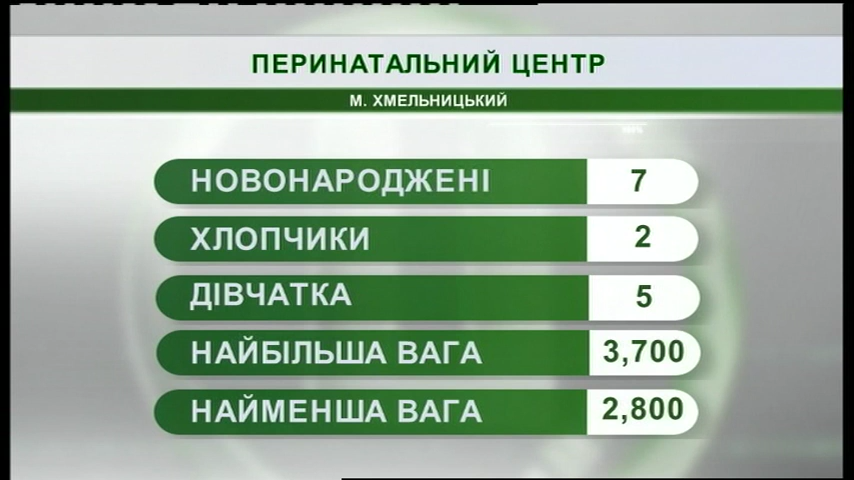 ПЕРИНАТАЛЬНИЙ ЦЕНТР
М. ХМЕЛЬНИЦЬКИЙ
НОВОНАРОДЖЕНІ 7
ХЛОПЧИКИ 2
ДІВЧАТКА 5
НАЙБІЛЬША ВАГА 3,700
НАЙМЕНША ВАГА 2,800